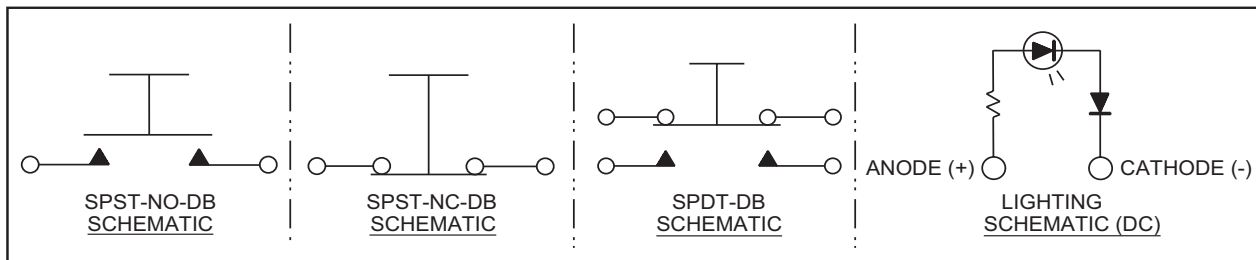 SPST-NO-DB
SCHEMATIC
SPST-NC-DB
SCHEMATIC
SPDT-DB
SCHEMATIC
ANODE (+)
CATHODE (-)
LIGHTING
SCHEMATIC (DC)